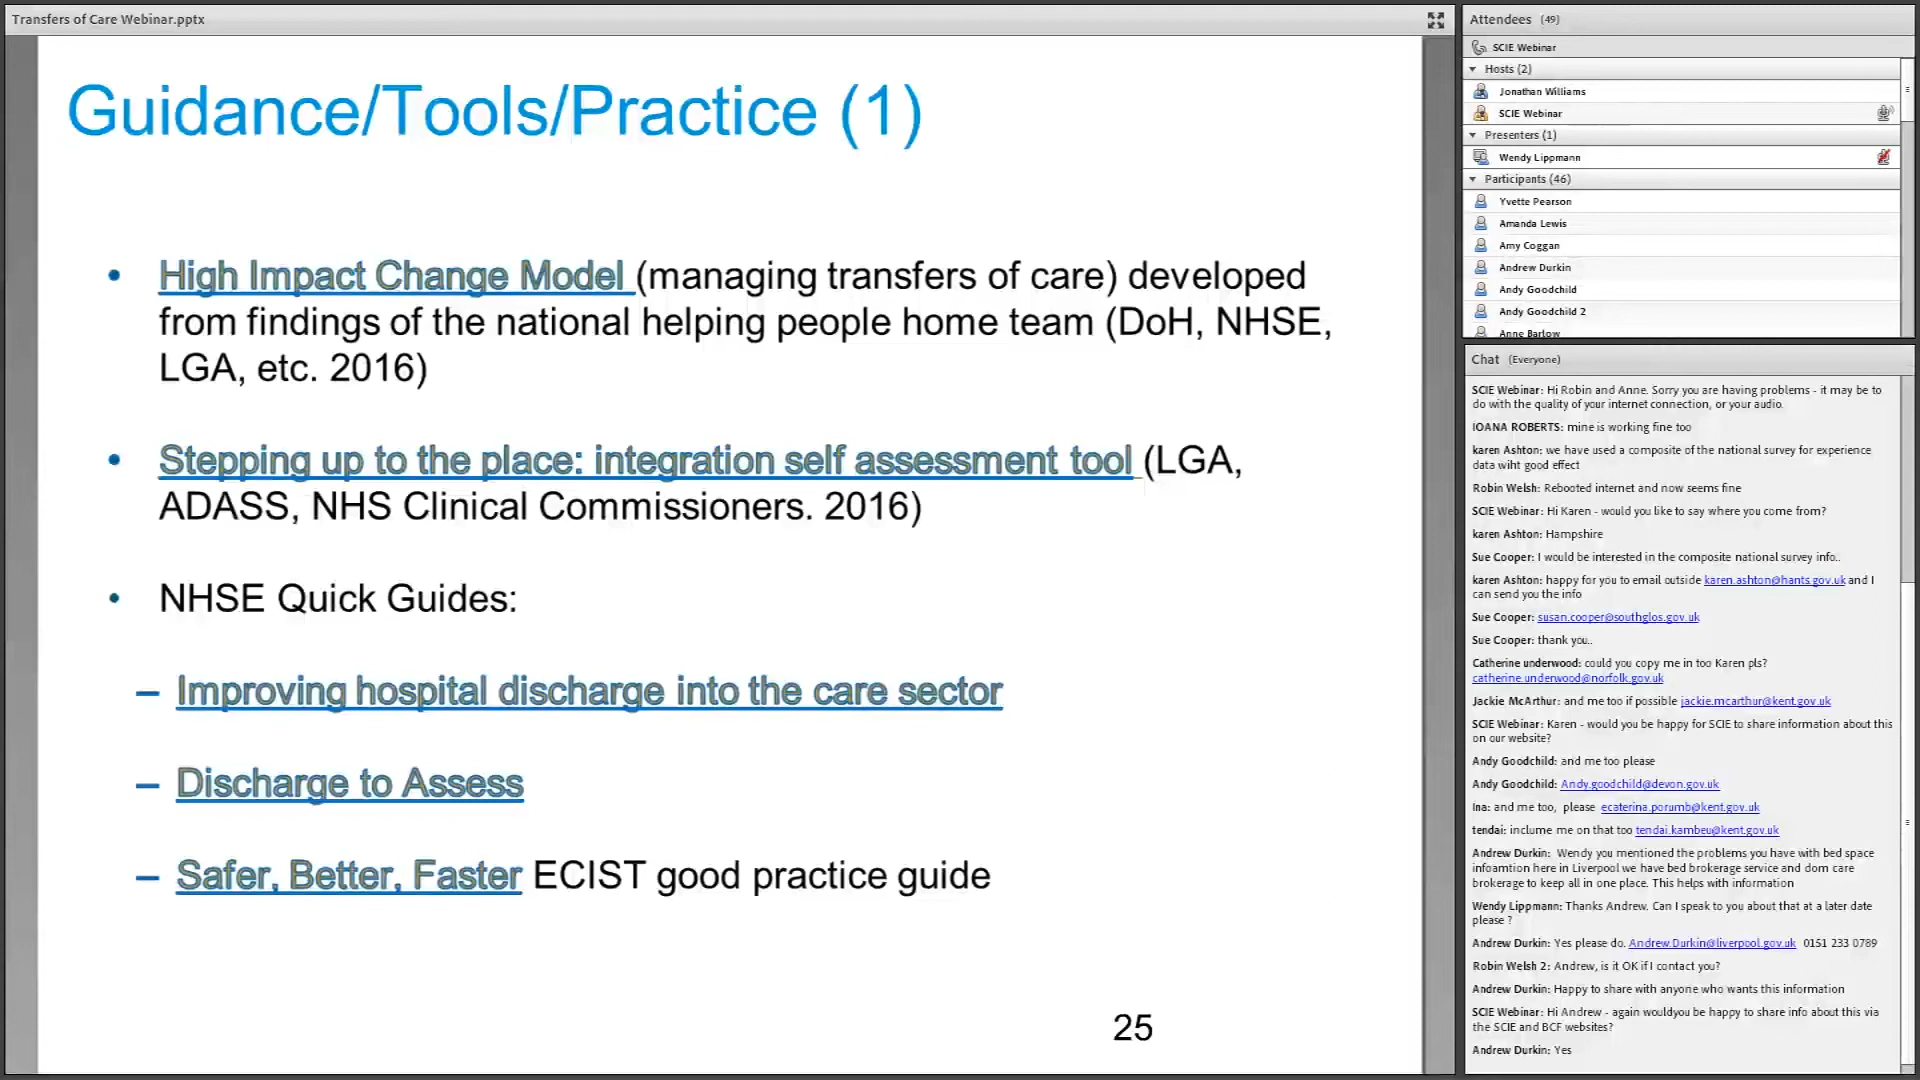 Transfers of Care Webinar.pptx
Guidance/Tools/Practice (1)
• High Impact Change Model (managing transfers of care) developed
from findings of the national helping people home team (DoH, NHSE,
LGA, etc. 2016)
• Stepping up to the place: integration self assessment tool (LGA,
ADASS, NHS Clinical Commissioners. 2016)
• NHSE Quick Guides:
– Improving hospital discharge into the care sector
– Discharge to Assess
– Safer, Better, Faster ECIST good practice guide
25
Attendees (49)
SCIE Webinar
Hosts (2)
Jonathan Williams
SCIE Webinar
Presenters (1)
Wendy Lippmann
Participants (46)
Yvette Pearson
Amanda Lewis
Amy Coggan
Andrew Durkin
Andy Goodchild
Andy Goodchild 2
Anne Barlow
Chat (Everyone)
SCIE Webinar: Hi Robin and Anne. Sorry you are having problems - it may be to
do with the quality of your internet connection, or your audio.
IOANA ROBERTS: mine is working fine too
karen Ashton: we have used a composite of the national survey for experience
data wiht good effect
Robin Welsh: Rebooted internet and now seems fine
SCIE Webinar: Hi Karen - would you like to say where you come from?
karen Ashton: Hampshire
Sue Cooper: I would be interested in the composite national survey info..
karen Ashton: happy for you to email outside karen.ashton@hants.gov.uk and I
can send you the info
Sue Cooper: susan.cooper@southglos.gov.uk
Sue Cooper: thank you..
Catherine underwood: could you copy me in too Karen pls?
catherine.underwood@norfolk.gov.uk
Jackie McArthur: and me too if possible jackie.mcarthur@kent.gov.uk
SCIE Webinar: Karen - would you be happy for SCIE to share information about this
on our website?
Andy Goodchild: and me too please
Andy Goodchild: Andy.goodchild@devon.gov.uk
Ina: and me too, please ecaterina.porumb@kent.gov.uk
tendai: inclume me on that too tendai.kambeu@kent.gov.uk
Andrew Durkin: Wendy you mentioned the problems you have with bed space
infoamtion here in Liverpool we have bed brokerage service and dom care
brokerage to keep all in one place. This helps with information
Wendy Lippmann: Thanks Andrew. Can I speak to you about that at a later date
please ?
Andrew Durkin: Yes please do. Andrew.Durkin@liverpool.gov.uk 0151 233 0789
Robin Welsh 2: Andrew, is it OK if I contact you?
Andrew Durkin: Happy to share with anyone who wants this information
SCIE Webinar: Hi Andrew - again wouldyou be happy to share info about this via
the SCIE and BCF websites?
Andrew Durkin: Yes